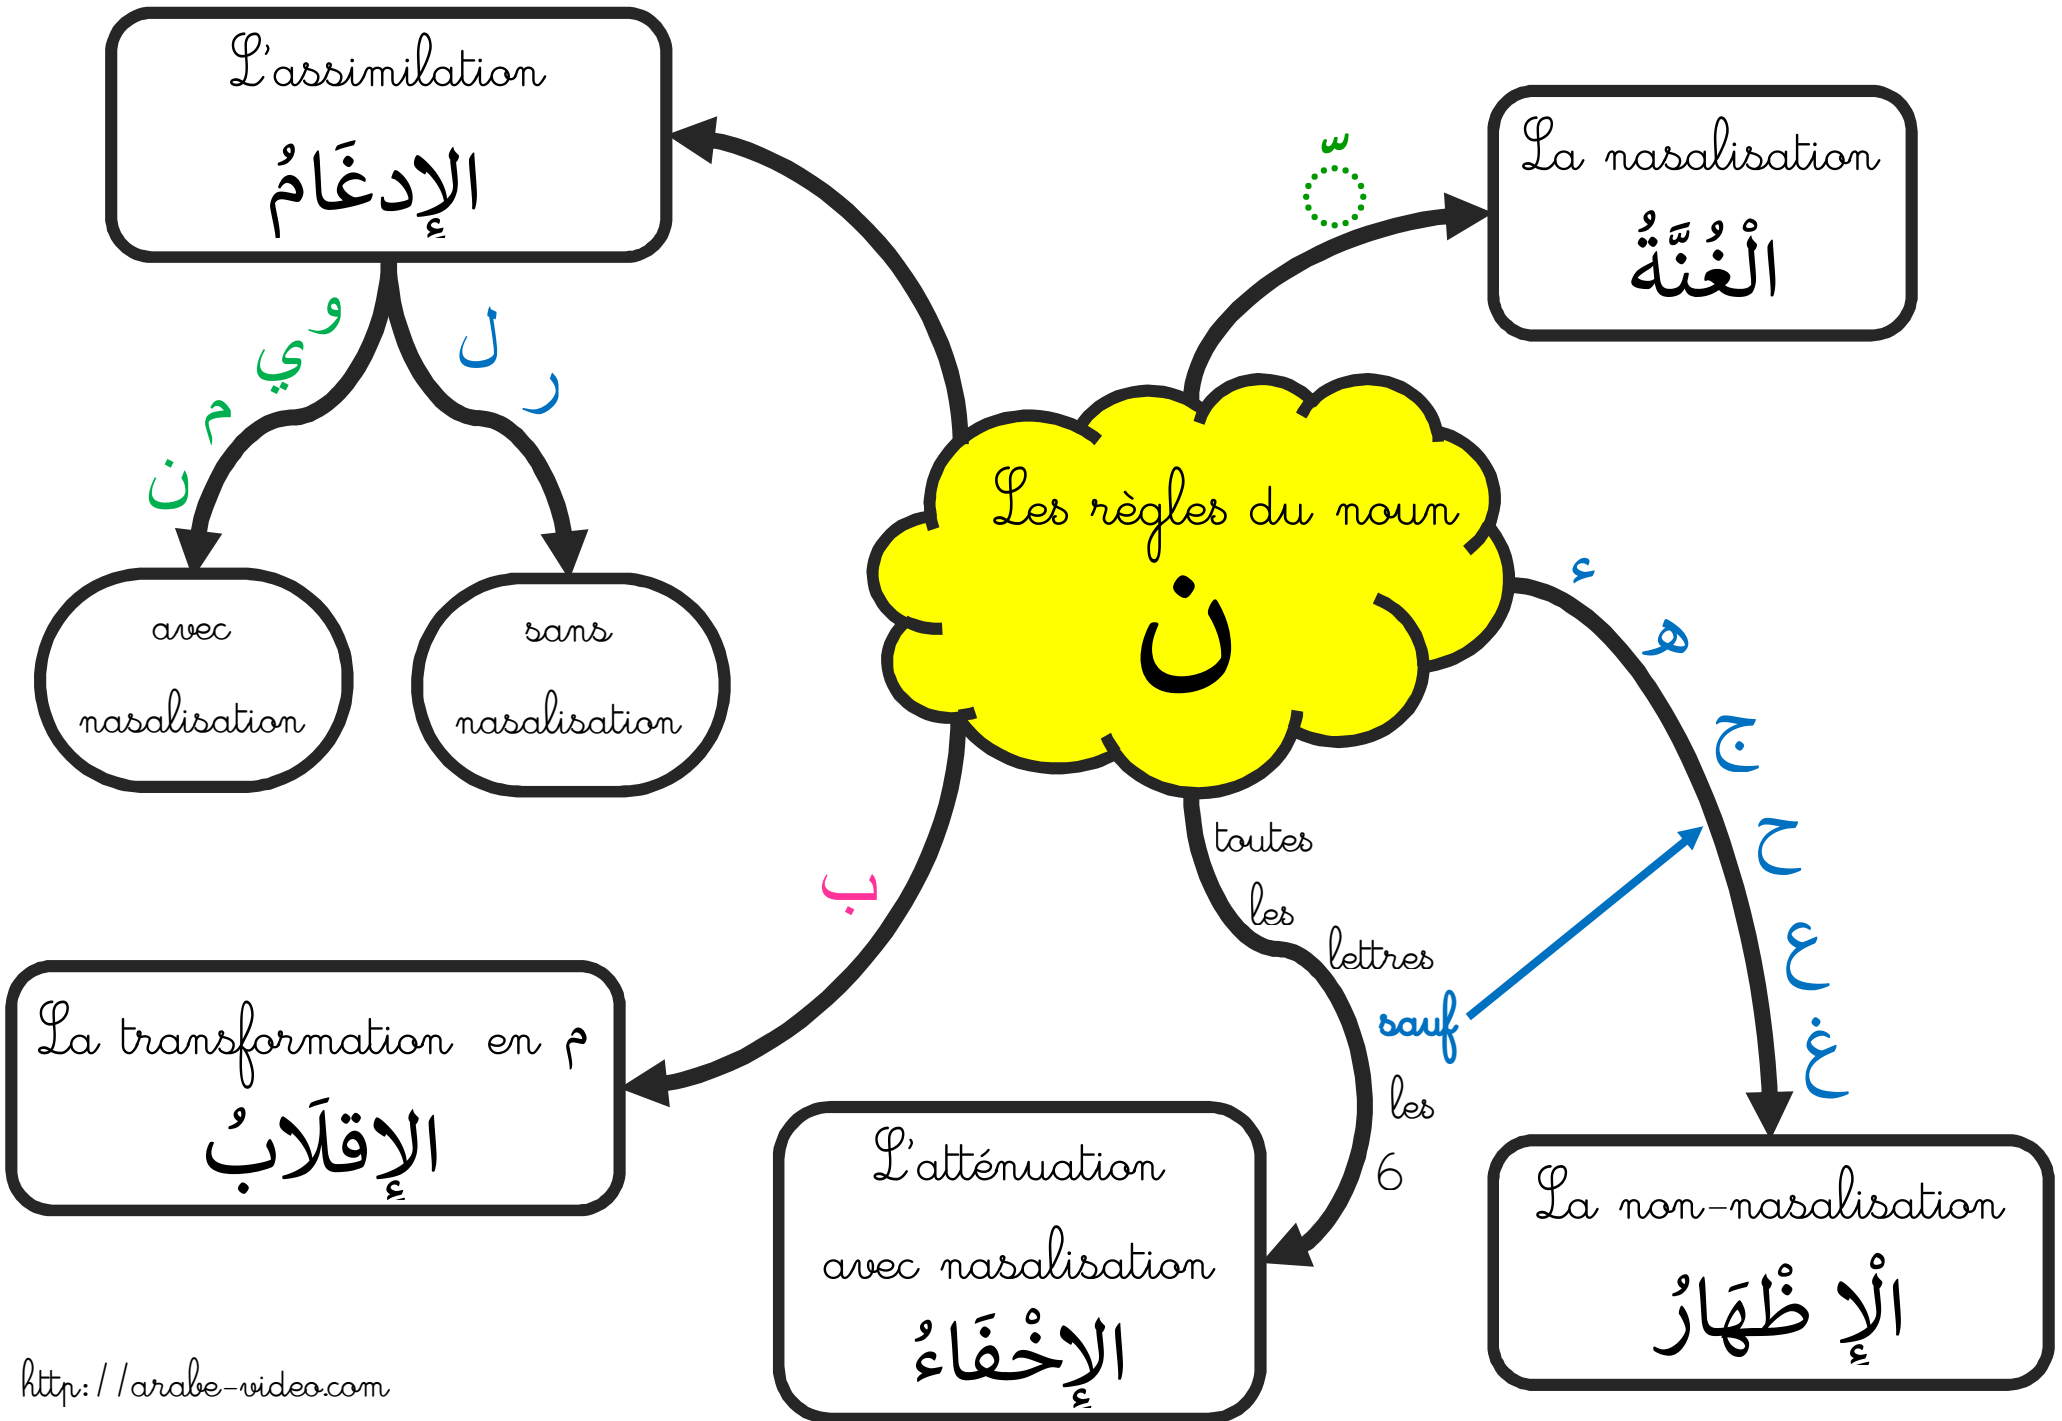 L'assimilation
الإدغَامُ
و
ي
م
ن
ل
ر
avec
nasalisation
sans
nasalisation
ّ
La nasalisation
الْغُنَّةُ
Les règles du noun
ن
ء
ه
ج
ح
ع
غ
ب
La transformation en م
الإقلَابُ
toutes
les
lettres
sauf
les
6
L'atténuation
avec nasalisation
الإخْفَاءُ
La non-nasalisation
الْإ ظْهَارُ
http://arabe-video.com